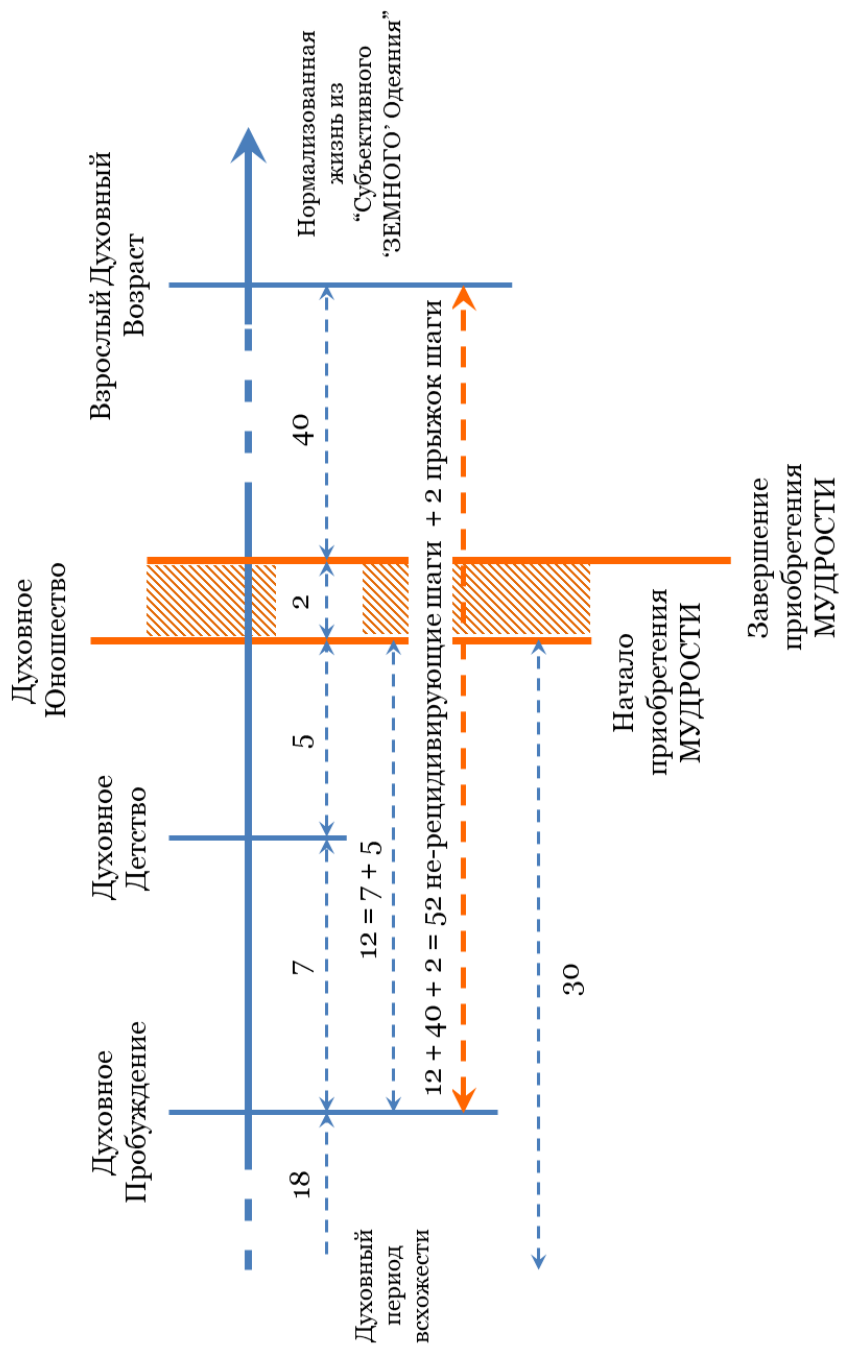 Духовное
Пробуждение
Духовное
Детство
Духовное
Юношество
Взрослый Духовный
Возраст
18
7
5
2
40
Нормализованная
жизнь из
“Субъективного
‘ЗЕМНОГО’ Одеяния”
Духовный
период
всхожести
12 = 7 + 5
12 + 40 + 2 = 52 не-рецидивирующие шаги + 2 прыжок шаги
30
Начало
приобретения
МУДРОСТИ
Завершение
приобретения
МУДРОСТИ